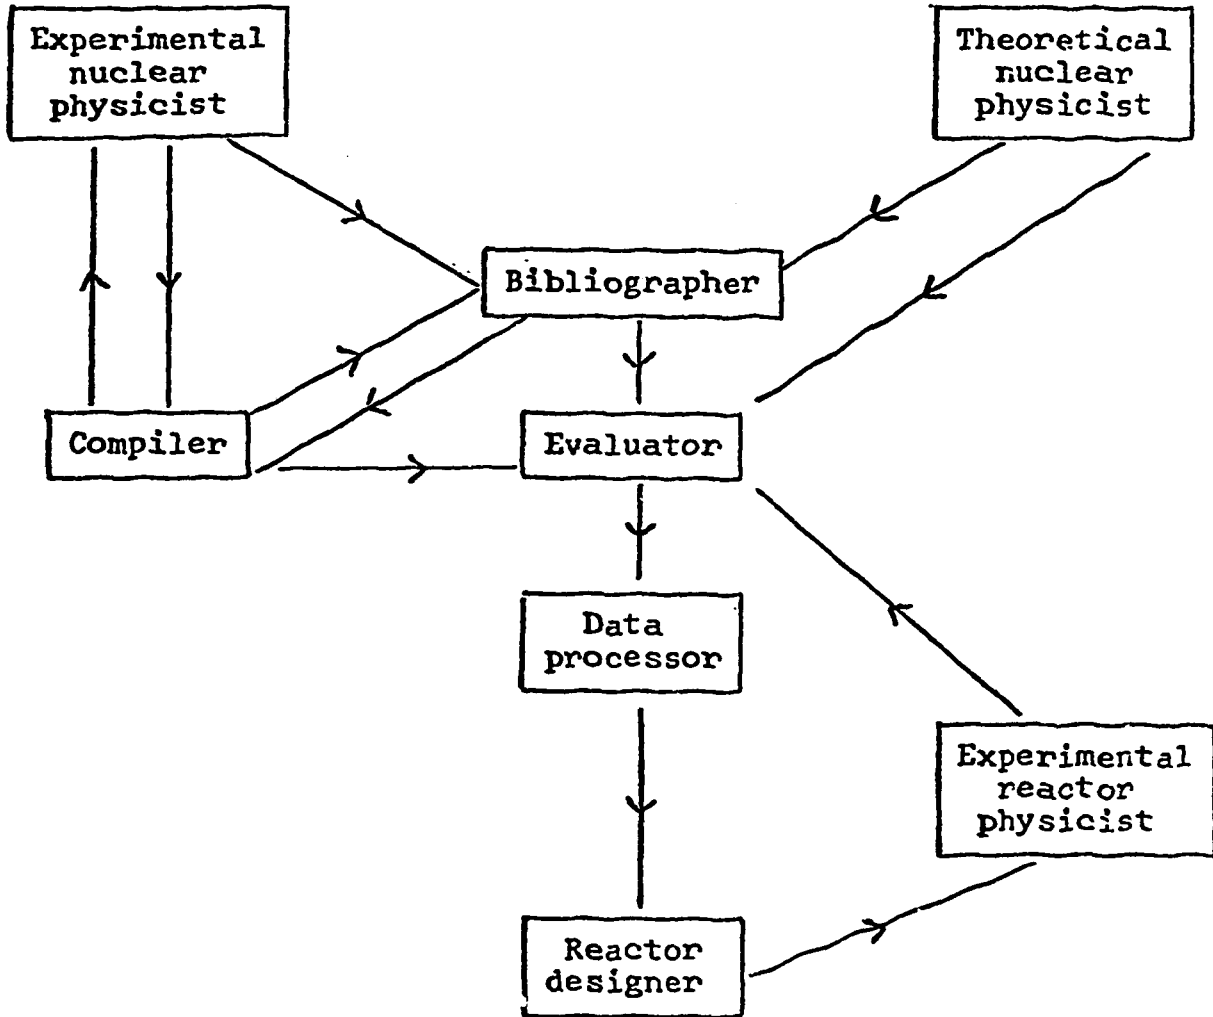 Experimental
nuclear
physicist
Theoretical
nuclear
physicist
Bibliographer
Compiler
Evaluator
Data
processor
Experimental
reactor
physicist
Reactor
designer